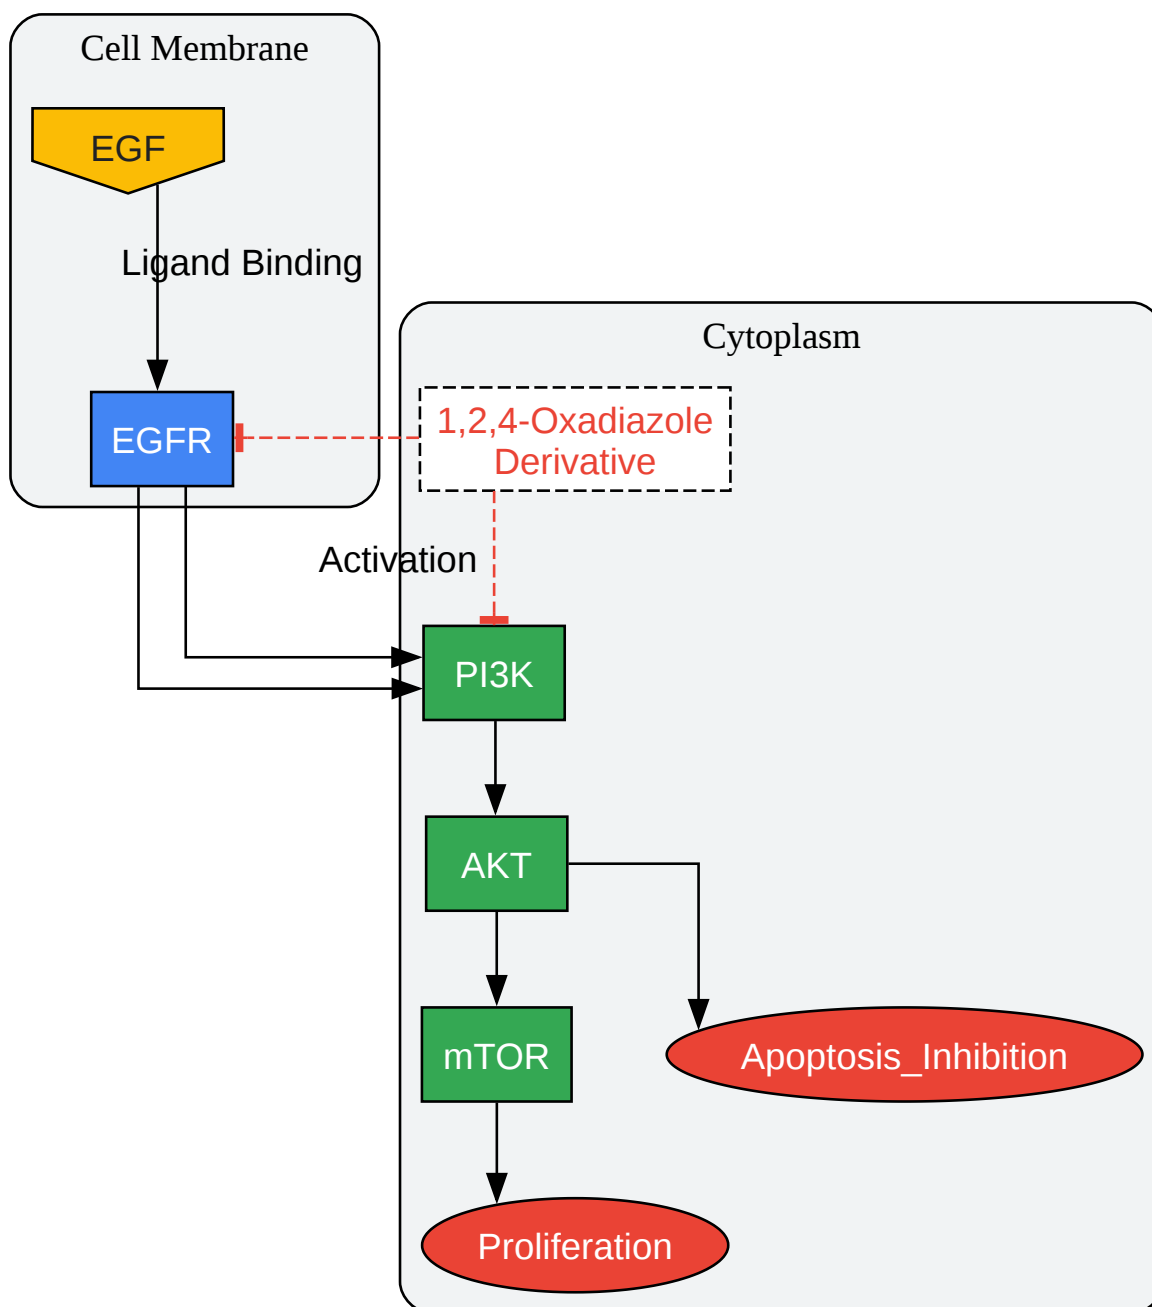 Cell Membrane
EGF
Ligand Binding
Cytoplasm
EGFR
1,2,4-Oxadiazole
Derivative
Activation
PI3K
AKT
mTOR
Apoptosis_Inhibition
Proliferation